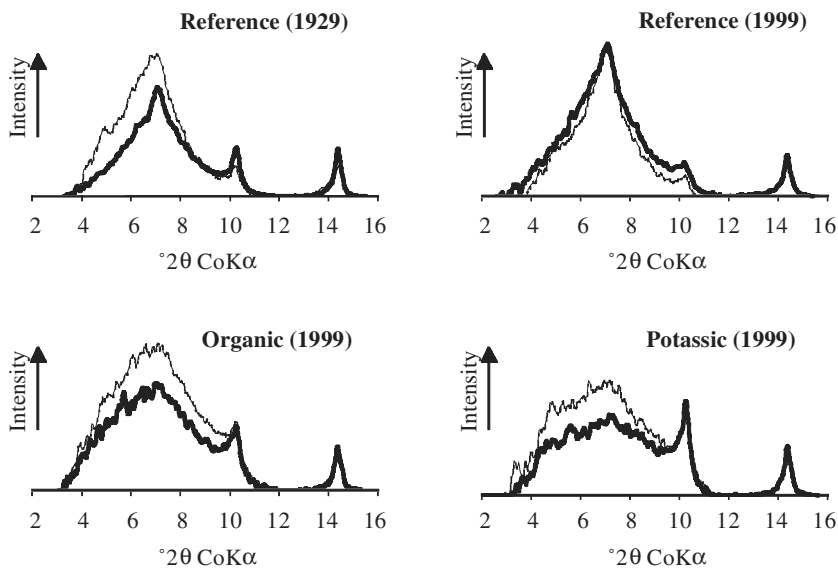 Reference (1929)
Intensity
2 4 6 8 10 12 14 16
°2θ CoKα
Reference (1999)
Intensity
2 4 6 8 10 12 14 16
°2θ CoKα
Organic (1999)
Intensity
2 4 6 8 10 12 14 16
°2θ CoKα
Potassic (1999)
Intensity
2 4 6 8 10 12 14 16
°2θ CoKα